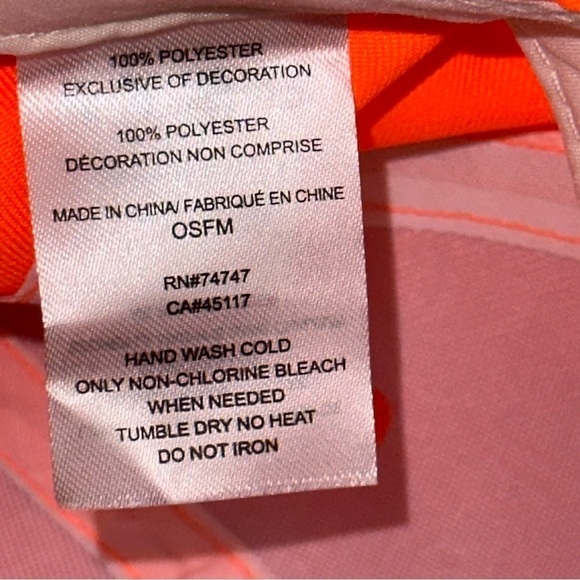 100% POLYESTER
EXCLUSIVE OF DECORATION
100% POLYESTER
DÉCORATION NON COMPRISE
MADE IN CHINA/ FABRIQUÉ EN CHINE
OSFM
RN#74747
CA#45117
HAND WASH COLD
ONLY NON-CHLORINE BLEACH
WHEN NEEDED
TUMBLE DRY NO HEAT
DO NOT IRON